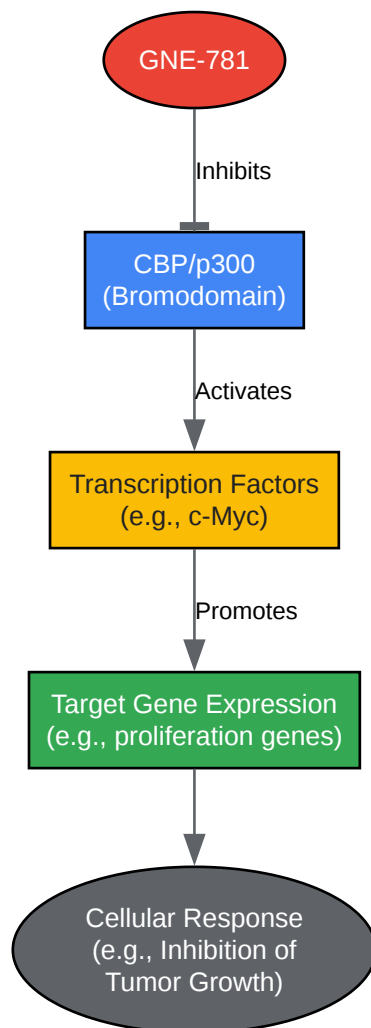 GNE-781
Inhibits
CBP/p300
(Bromodomain)
Activates
Transcription Factors
(e.g., c-Myc)
Promotes
Target Gene Expression
(e.g., proliferation genes)
Cellular Response
(e.g., Inhibition of
Tumor Growth)